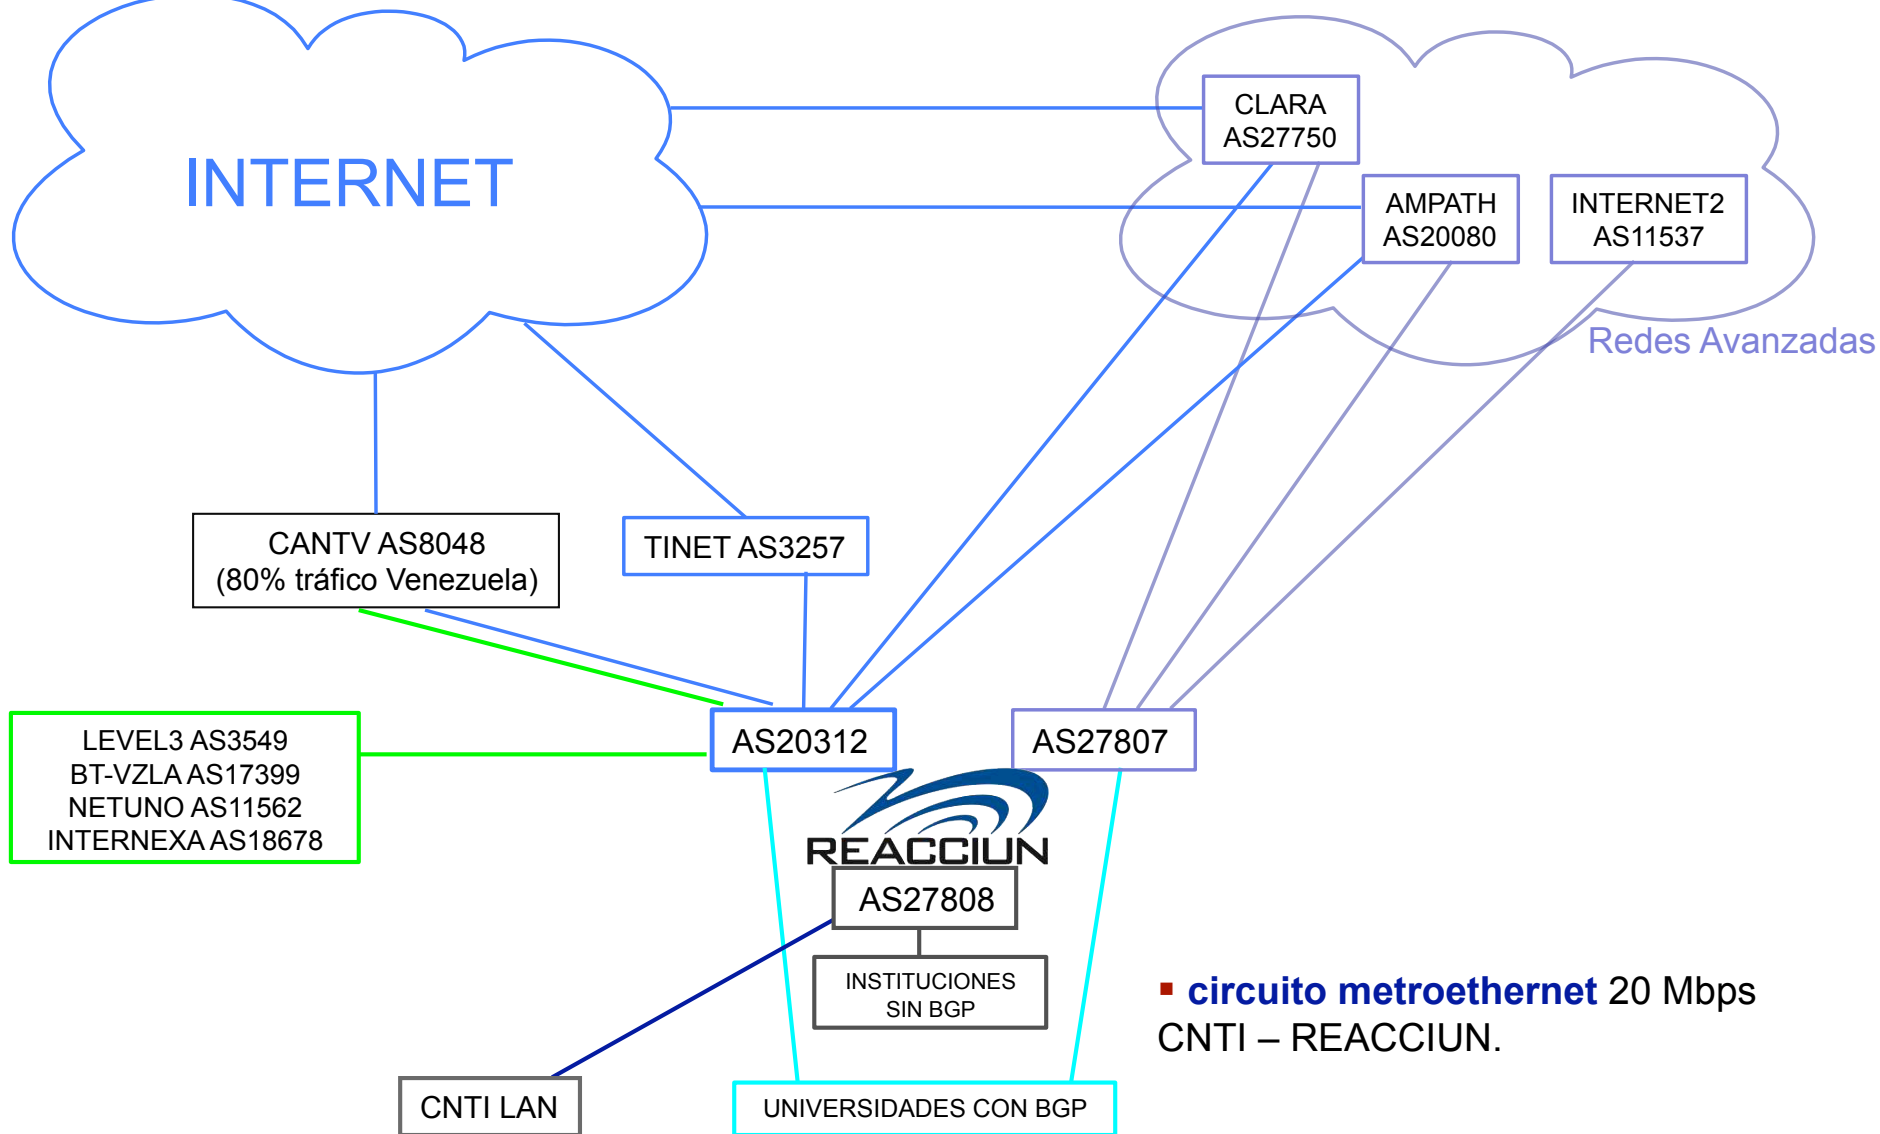 INTERNET
CLARA
AS27750
AMPATH
AS20080
INTERNET2
AS11537
Redes Avanzadas
CANTV AS8048
(80% tráfico Venezuela)
TINET AS3257
LEVEL3 AS3549
BT-VZLA AS17399
NETUNO AS11562
INTERNEXA AS18678
AS20312
AS27807
REACCIUN
AS27808
INSTITUCIONES
SIN BGP
▪ circuito metroethernet 20 Mbps
CNTI – REACCIUN.
CNTI LAN
UNIVERSIDADES CON BGP